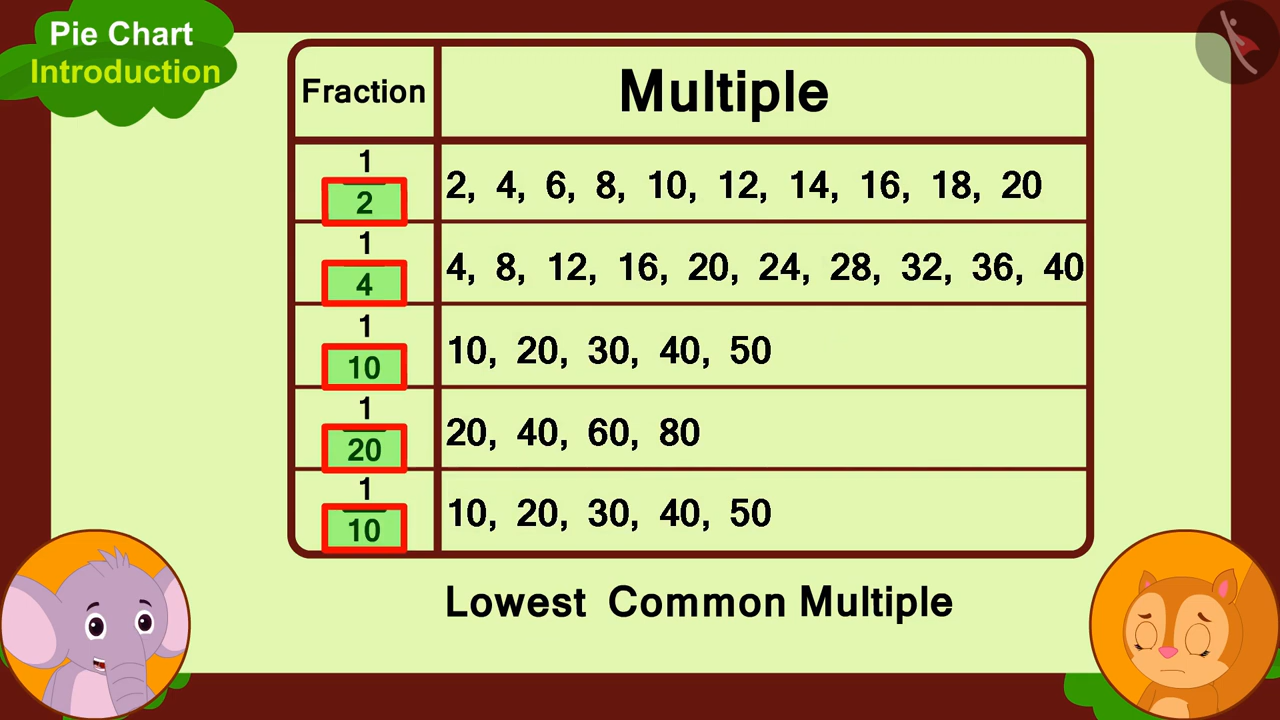 Pie Chart
Introduction
Fraction Multiple
1
2
2, 4, 6, 8, 10, 12, 14, 16, 18, 20
1
4
4, 8, 12, 16, 20, 24, 28, 32, 36, 40
1
10
10, 20, 30, 40, 50
1
20
20, 40, 60, 80
1
10
10, 20, 30, 40, 50
Lowest Common Multiple